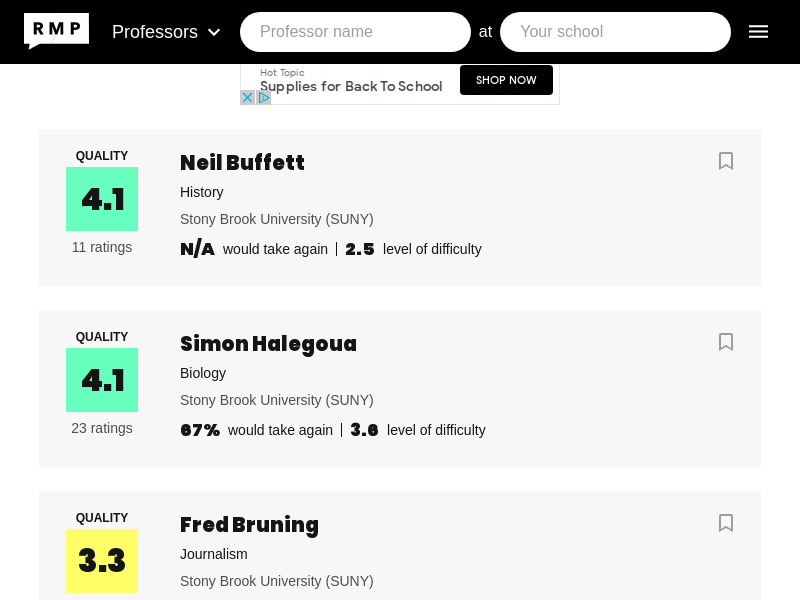 RMP Professors Professor name at Your school
Hot Topic
Supplies for Back To School SHOP NOW
QUALITY
4.1
11 ratings
Neil Buffett
History
Stony Brook University (SUNY)
N/A would take again | 2.5 level of difficulty
QUALITY
4.1
23 ratings
Simon Halegoua
Biology
Stony Brook University (SUNY)
67% would take again | 3.6 level of difficulty
QUALITY
3.3
Fred Bruning
Journalism
Stony Brook University (SUNY)